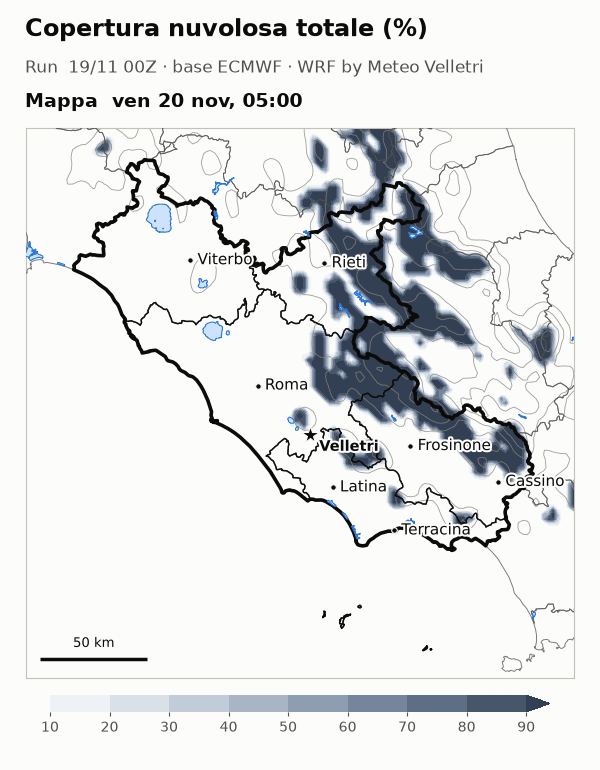 Copertura nuvolosa totale (%)
Run  19/11 00Z · base ECMWF · WRF by Meteo Velletri
Mappa  ven 20 nov, 05:00
Viterbo
Rieti
Roma
Velletri
Frosinone
Latina
Cassino
Terracina
50 km
10 20 30 40 50 60 70 80 90